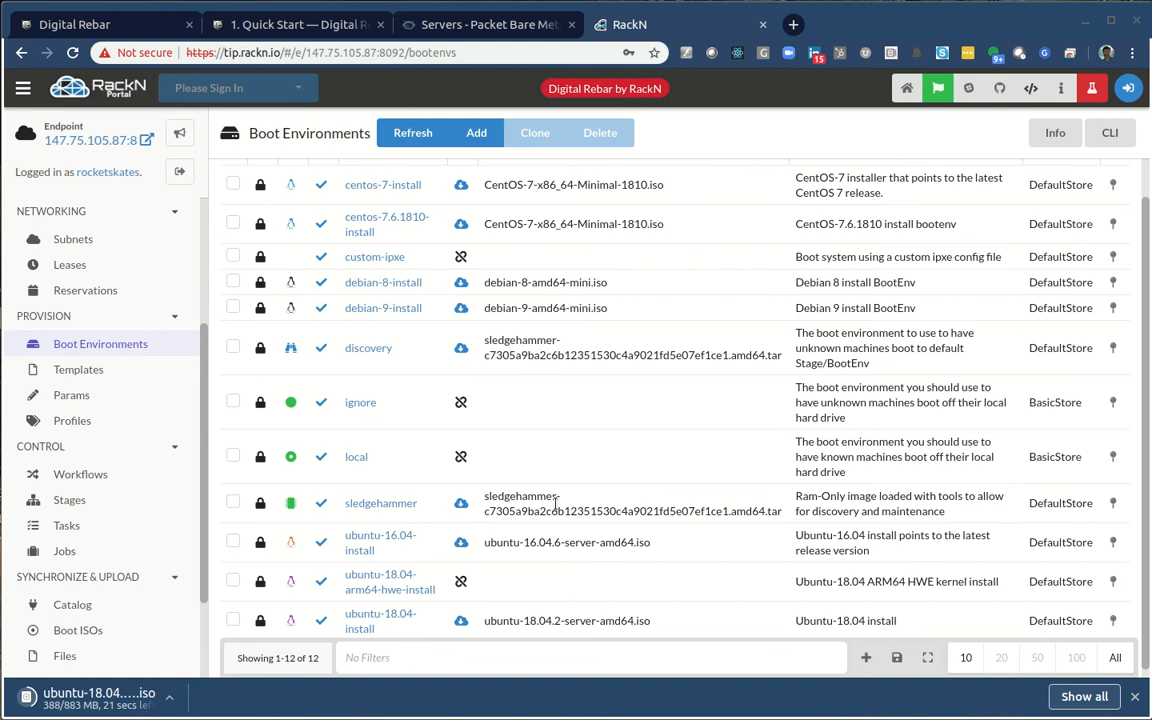 Digital Rebar
1. Quick Start — Digital R
Servers - Packet Bare Met
RackN
Not secure
https://tip.rackn.io/#/e/147.75.105.87:8092/bootenvs
15
9+
RackN
Portal
Please Sign In
Digital Rebar by RackN
Endpoint
147.75.105.87:8
Logged in as rocketskates.
NETWORKING
Subnets
Leases
Reservations
PROVISION
Boot Environments
Templates
Params
Profiles
CONTROL
Workflows
Stages
Tasks
Jobs
SYNCHRONIZE & UPLOAD
Catalog
Boot ISOs
Files
Boot Environments
Refresh
Add
Clone
Delete
Info
CLI
centos-7-install
CentOS-7-x86_64-Minimal-1810.iso
CentOS-7 installer that points to the latest
CentOS 7 release.
DefaultStore
centos-7.6.1810-
install
CentOS-7-x86_64-Minimal-1810.iso
CentOS-7.6.1810 install bootenv
DefaultStore
custom-ipxe
Boot system using a custom ipxe config file
DefaultStore
debian-8-install
debian-8-amd64-mini.iso
Debian 8 install BootEnv
DefaultStore
debian-9-install
debian-9-amd64-mini.iso
Debian 9 install BootEnv
DefaultStore
discovery
sledgehammer-
c7305a9ba2c6b12351530c4a9021fd5e07ef1ce1.amd64.tar
The boot environment to use to have
unknown machines boot to default
Stage/BootEnv
DefaultStore
ignore
The boot environment you should use to
have unknown machines boot off their local
hard drive
BasicStore
local
The boot environment you should use to
have known machines boot off their local
hard drive
BasicStore
sledgehammer
sledgehammer-
c7305a9ba2c6b12351530c4a9021fd5e07ef1ce1.amd64.tar
Ram-Only image loaded with tools to allow
for discovery and maintenance
DefaultStore
ubuntu-16.04-
install
ubuntu-16.04.6-server-amd64.iso
Ubuntu-16.04 install points to the latest
release version
DefaultStore
ubuntu-18.04-
arm64-hwe-install
Ubuntu-18.04 ARM64 HWE kernel install
DefaultStore
ubuntu-18.04-
install
ubuntu-18.04.2-server-amd64.iso
Ubuntu-18.04 install
DefaultStore
Showing 1-12 of 12
No Filters
10
20
50
100
All
ubuntu-18.04.....iso
388/883 MB, 21 secs le
Show all